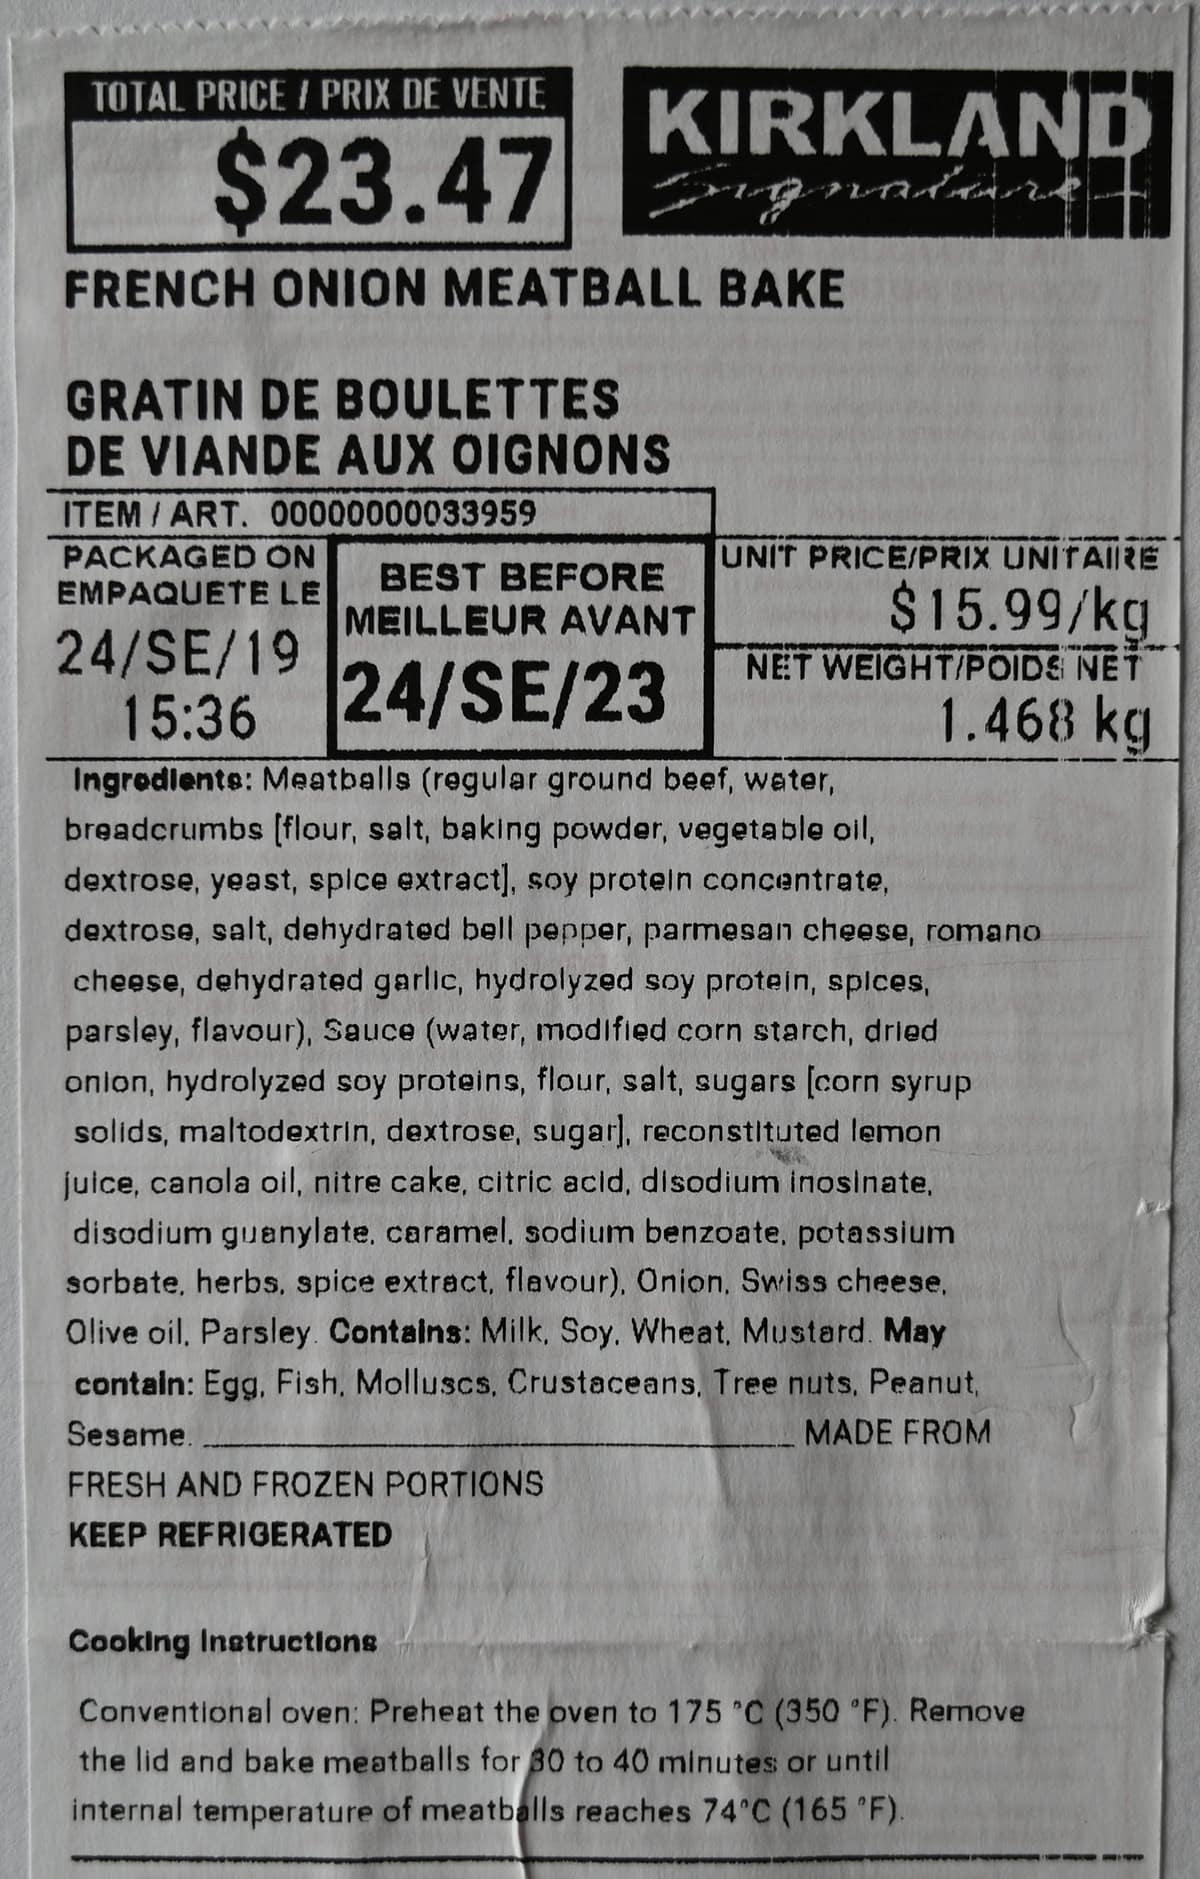 TOTAL PRICE / PRIX DE VENTE
$23.47
KIRKLAND
Signature
FRENCH ONION MEATBALL BAKE
GRATIN DE BOULETTES
DE VIANDE AUX OIGNONS
ITEM / ART. 00000000033959
PACKAGED ON
EMPAQUETE LE
24/SE/19
15:36
BEST BEFORE
MEILLEUR AVANT
24/SE/23
UNIT PRICE/PRIX UNITAIRE
$15.99/kg
NET WEIGHT/POIDS NET
1.468 kg
Ingredients: Meatballs (regular ground beef, water,
breadcrumbs [flour, salt, baking powder, vegetable oil,
dextrose, yeast, spice extract], soy protein concentrate,
dextrose, salt, dehydrated bell pepper, parmesan cheese, romano
cheese, dehydrated garlic, hydrolyzed soy protein, spices,
parsley, flavour), Sauce (water, modified corn starch, dried
onion, hydrolyzed soy proteins, flour, salt, sugars [corn syrup
solids, maltodextrin, dextrose, sugar], reconstituted lemon
juice, canola oil, nitre cake, citric acid, disodium inosinate,
disodium guanylate, caramel, sodium benzoate, potassium
sorbate, herbs, spice extract, flavour), Onion, Swiss cheese,
Olive oil, Parsley. Contains: Milk, Soy, Wheat, Mustard. May
contain: Egg, Fish, Molluscs, Crustaceans, Tree nuts, Peanut,
Sesame. MADE FROM
FRESH AND FROZEN PORTIONS
KEEP REFRIGERATED
Cooking Instructions
Conventional oven: Preheat the oven to 175 °C (350 °F). Remove
the lid and bake meatballs for 30 to 40 minutes or until
internal temperature of meatballs reaches 74°C (165 °F).